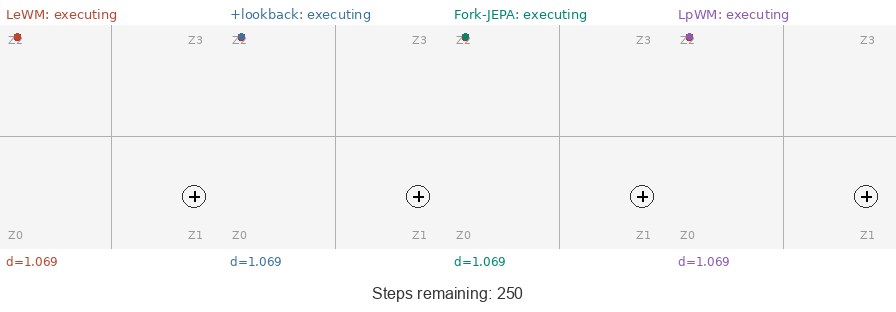 LeWM: executing +lookback: executing Fork-JEPA: executing LpWM: executing
Z2 Z3 Z2 Z3 Z2 Z3 Z2 Z3
Z0 Z1 Z0 Z1 Z0 Z1 Z0 Z1
d=1.069 d=1.069 d=1.069 d=1.069
Steps remaining: 250